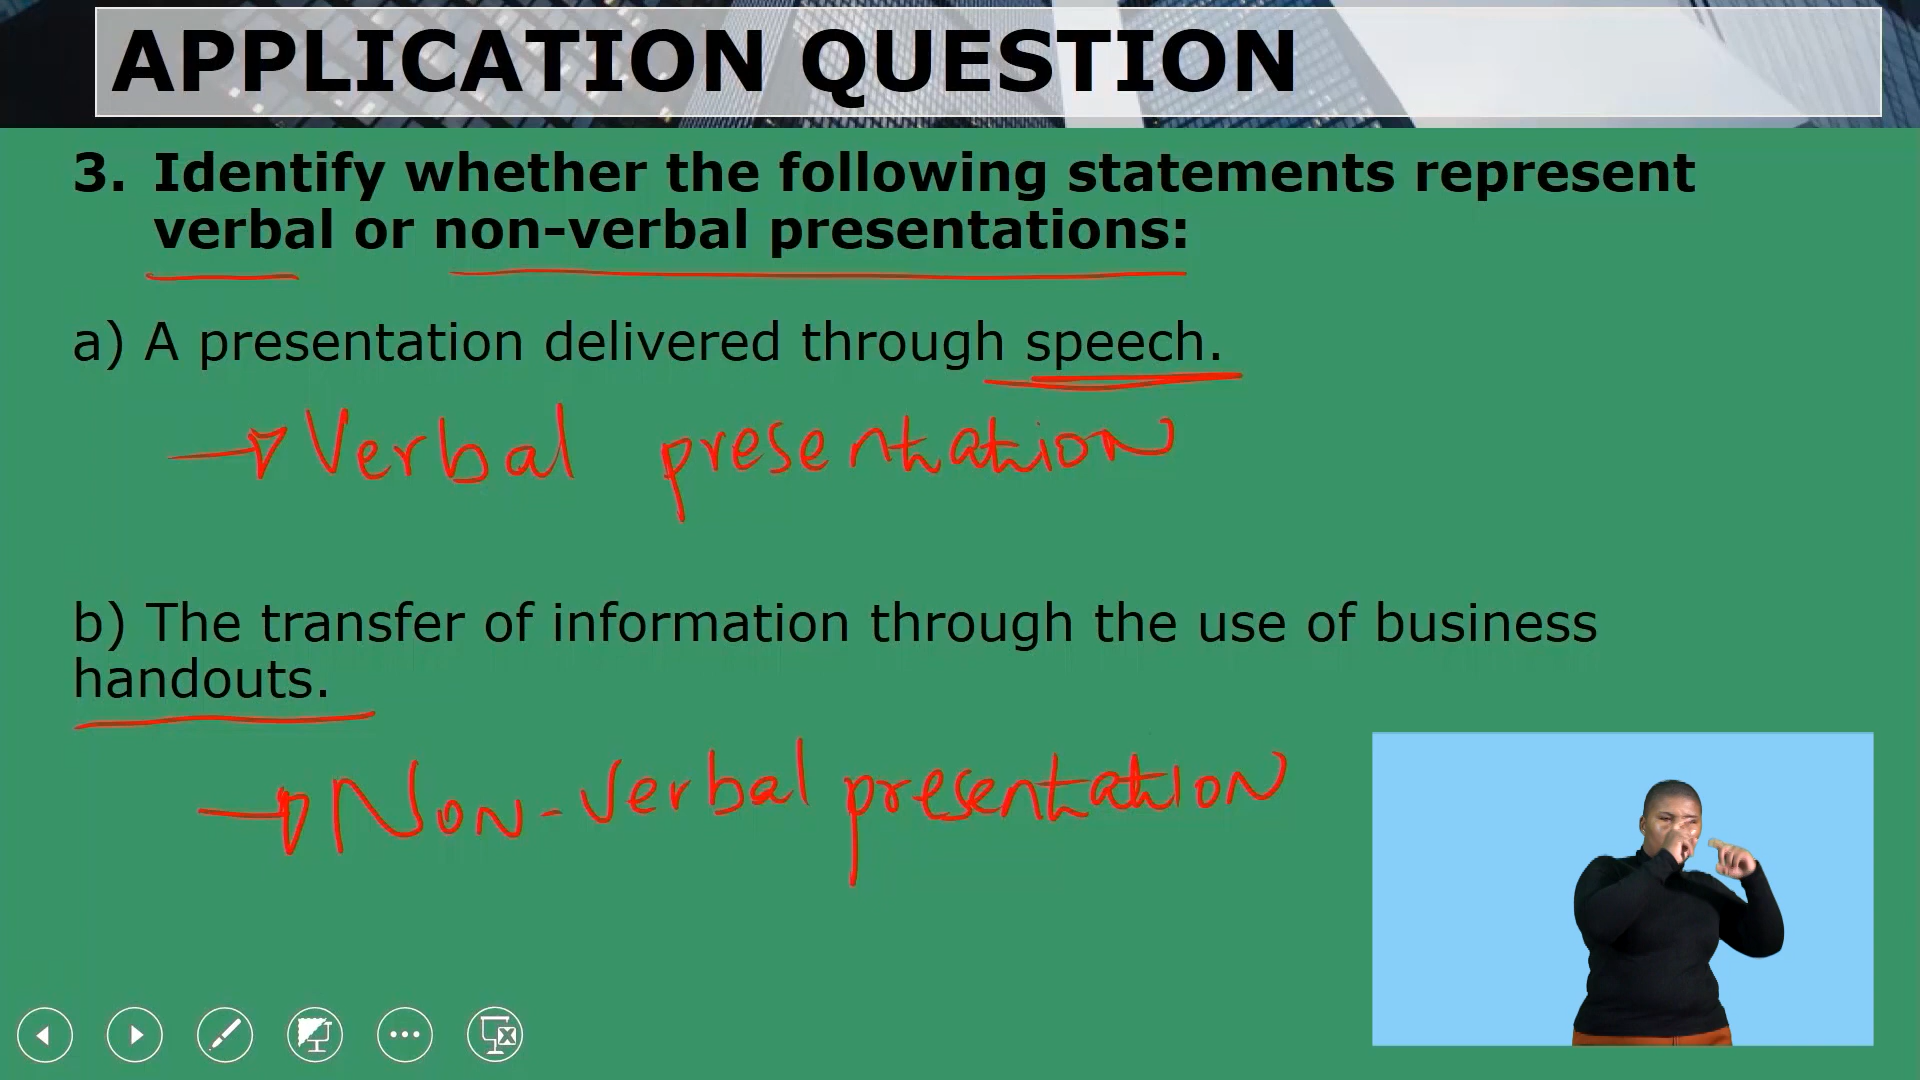 APPLICATION QUESTION
3. Identify whether the following statements represent
verbal or non-verbal presentations:
a) A presentation delivered through speech.
Verbal presentation
b) The transfer of information through the use of business
handouts.
Non-verbal presentation